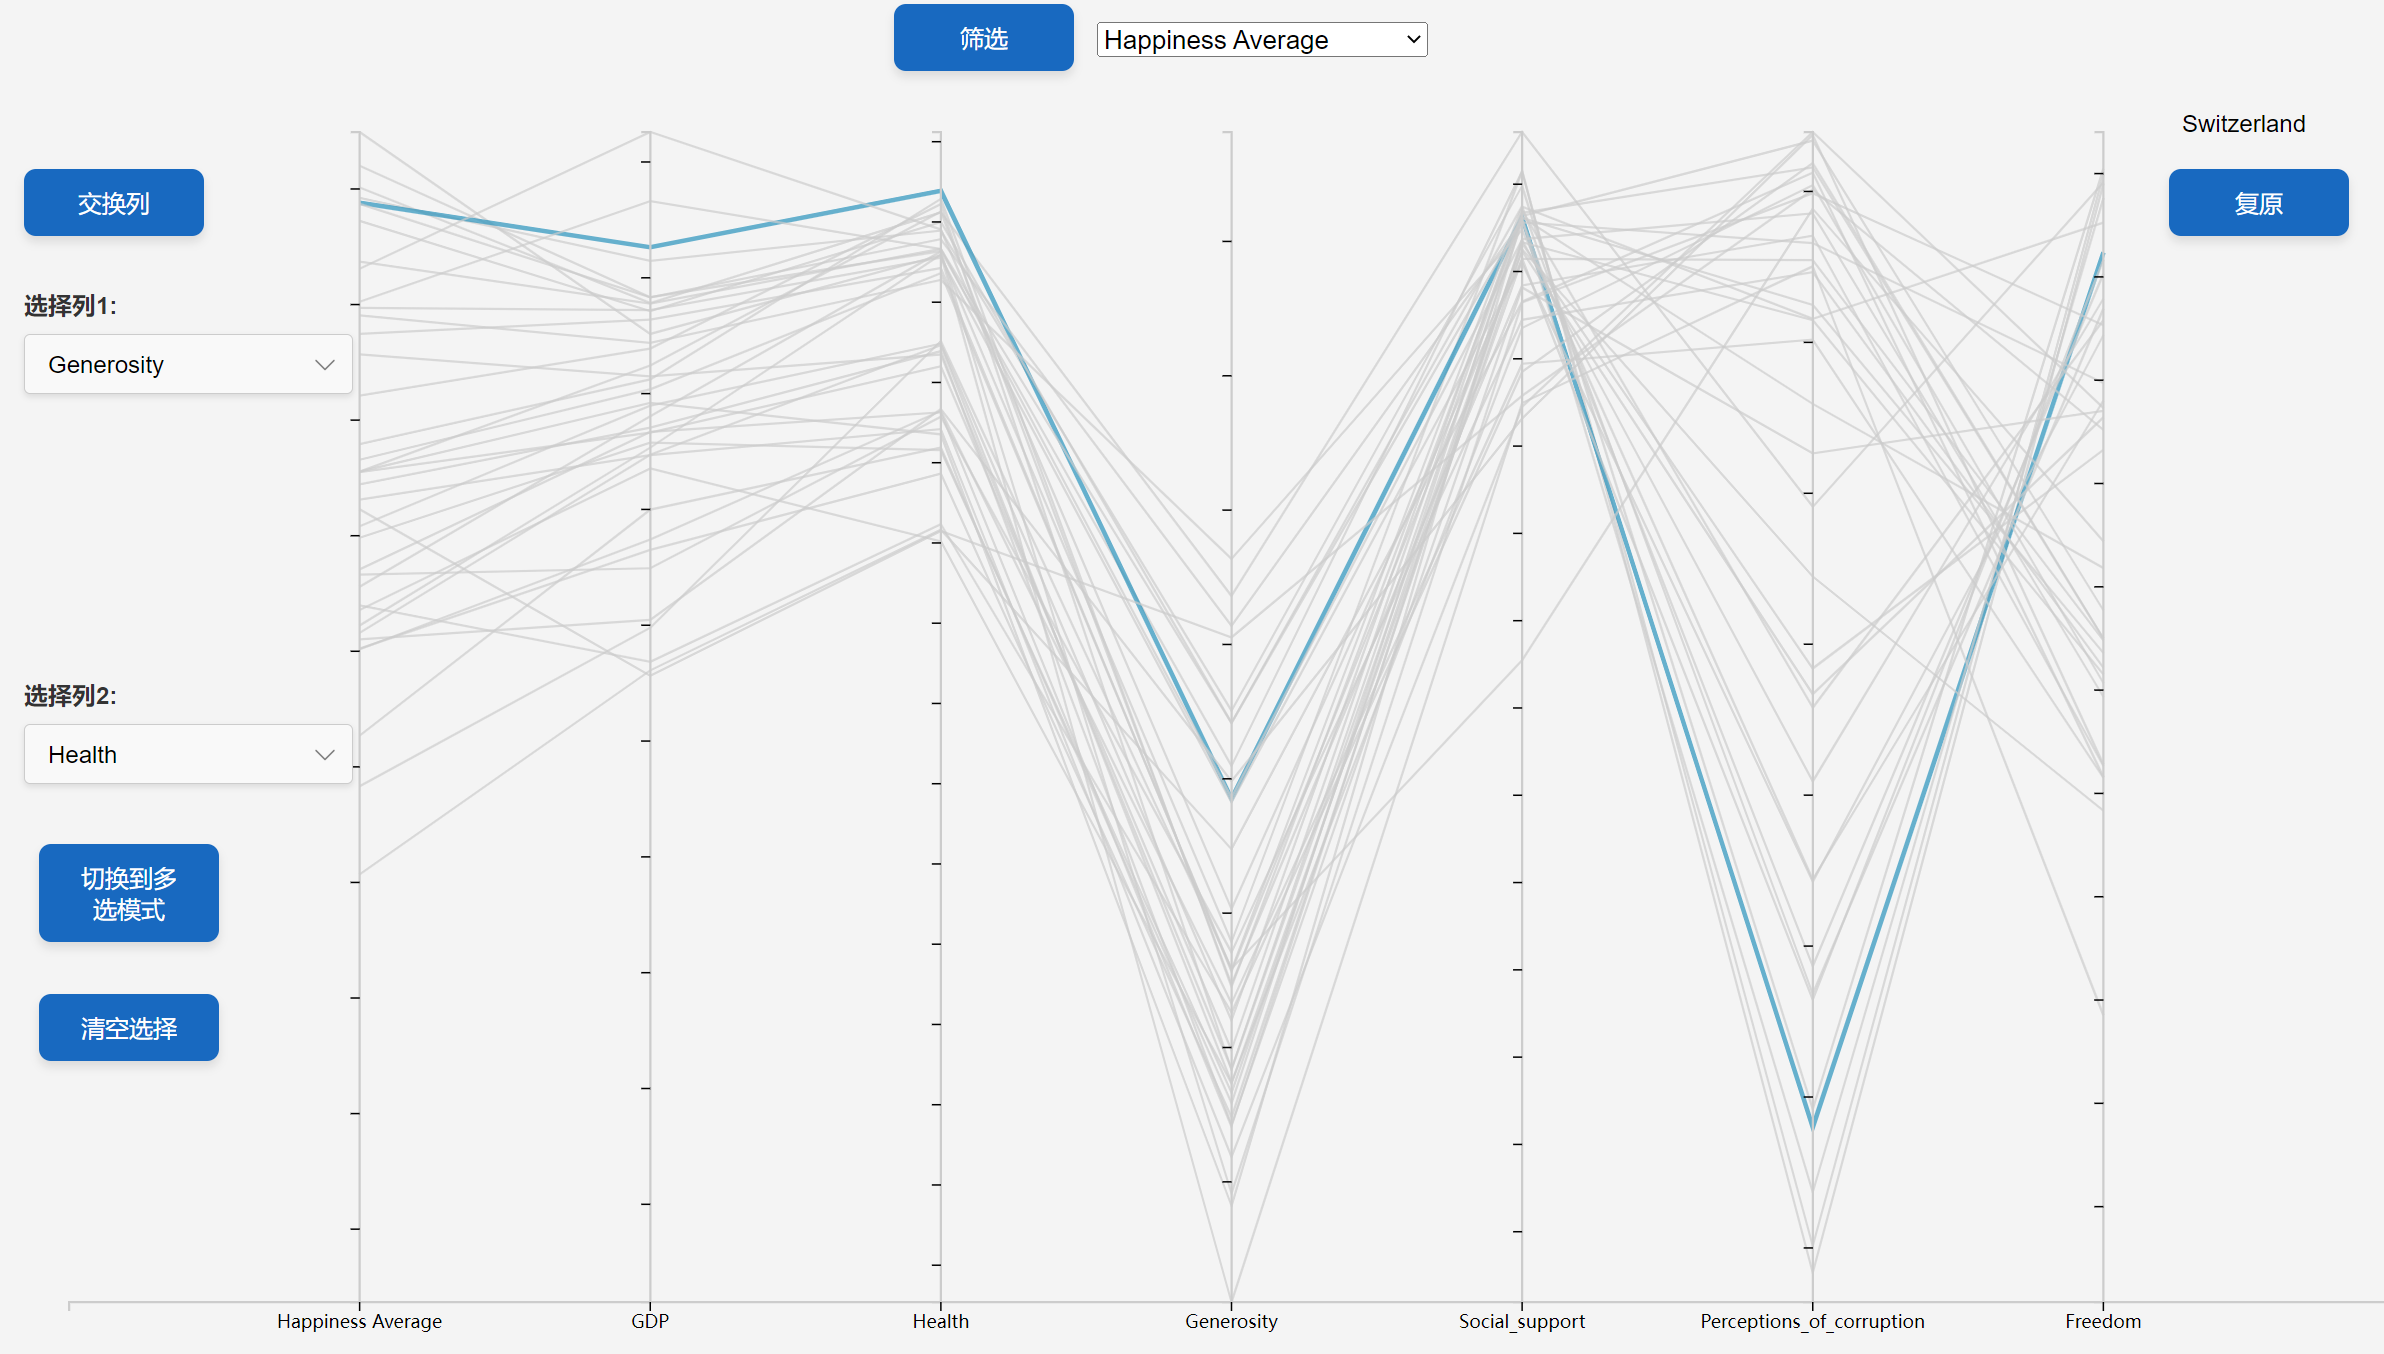 筛选
Happiness Average
Switzerland
交换列
复原
选择列1:
Generosity
选择列2:
Health
切换到多
选模式
清空选择
Happiness Average
GDP
Health
Generosity
Social_support
Perceptions_of_corruption
Freedom